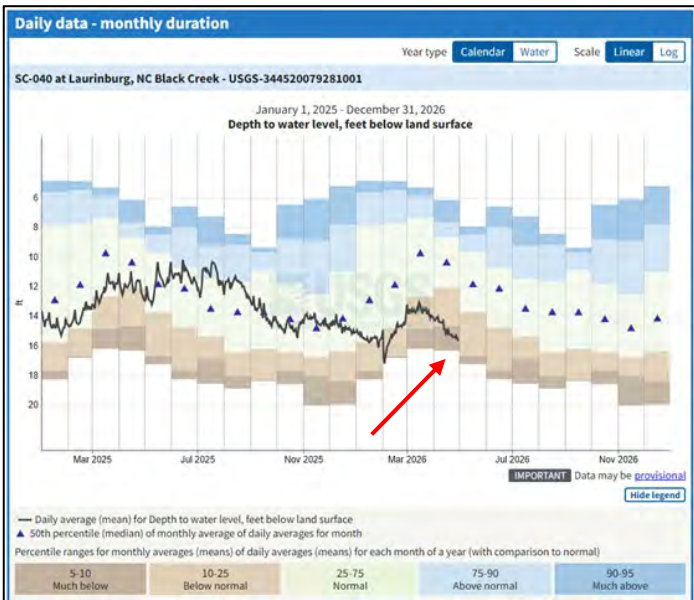 Daily data - monthly duration
Year type Calendar Water Scale Linear Log
SC-040 at Laurinburg, NC Black Creek - USGS-344520079281001
January 1, 2025 - December 31, 2026
Depth to water level, feet below land surface
6
8
10
12
ft
14
16
18
20
USGS
Mar 2025 Jul 2025 Nov 2025 Mar 2026 Jul 2026 Nov 2026
IMPORTANT Data may be provisional
Hide legend
Daily average (mean) for Depth to water level, feet below land surface
50th percentile (median) of monthly average of daily averages for month
Percentile ranges for monthly averages (means) of daily averages (means) for each month of a year (with comparison to normal)
5-10 10-25 25-75 75-90 90-95
Much below Below normal Normal Above normal Much above